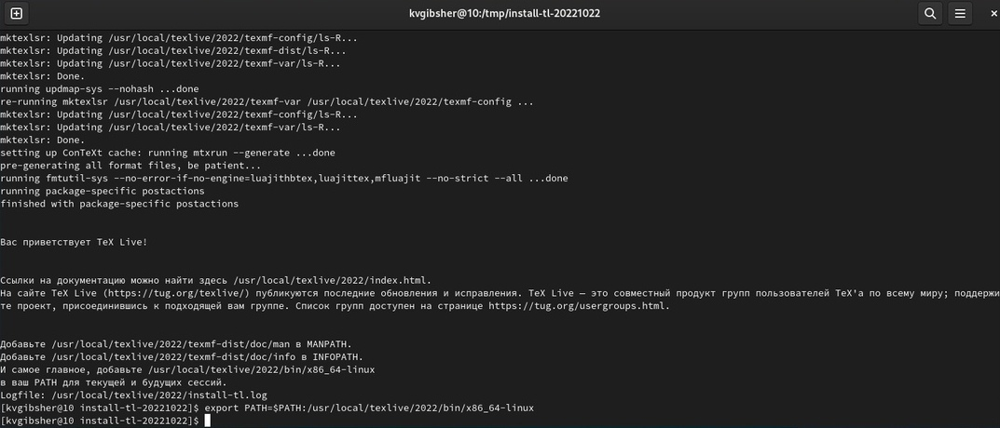 kvgibsher@10:/tmp/install-tl-20221022
mktexlsr: Updating /usr/local/texlive/2022/texmf-config/ls-R...
mktexlsr: Updating /usr/local/texlive/2022/texmf-dist/ls-R...
mktexlsr: Updating /usr/local/texlive/2022/texmf-var/ls-R...
mktexlsr: Done.
running updmap-sys --nohash ...done
re-running mktexlsr /usr/local/texlive/2022/texmf-var /usr/local/texlive/2022/texmf-config ...
mktexlsr: Updating /usr/local/texlive/2022/texmf-config/ls-R...
mktexlsr: Updating /usr/local/texlive/2022/texmf-var/ls-R...
mktexlsr: Done.
setting up ConTeXt cache: running mtxrun --generate ...done
pre-generating all format files, be patient...
running fmtutil-sys --no-error-if-no-engine=luajithbtex,luajittex,mfluajit --no-strict --all ...done
running package-specific postactions
finished with package-specific postactions
Вас приветствует TeX Live!
Ссылки на документацию можно найти здесь /usr/local/texlive/2022/index.html.
На сайте TeX Live (https://tug.org/texlive/) публикуются последние обновления и исправления. TeX Live — это совместный продукт групп пользователей TeX'а по всему миру; поддержи
те проект, присоединившись к подходящей вам группе. Список групп доступен на странице https://tug.org/usergroups.html.
Добавьте /usr/local/texlive/2022/texmf-dist/doc/man в MANPATH.
Добавьте /usr/local/texlive/2022/texmf-dist/doc/info в INFOPATH.
И самое главное, добавьте /usr/local/texlive/2022/bin/x86_64-linux
в ваш PATH для текущей и будущих сессий.
Logfile: /usr/local/texlive/2022/install-tl.log
[kvgibsher@10 install-tl-20221022]$ export PATH=$PATH:/usr/local/texlive/2022/bin/x86_64-linux
[kvgibsher@10 install-tl-20221022]$